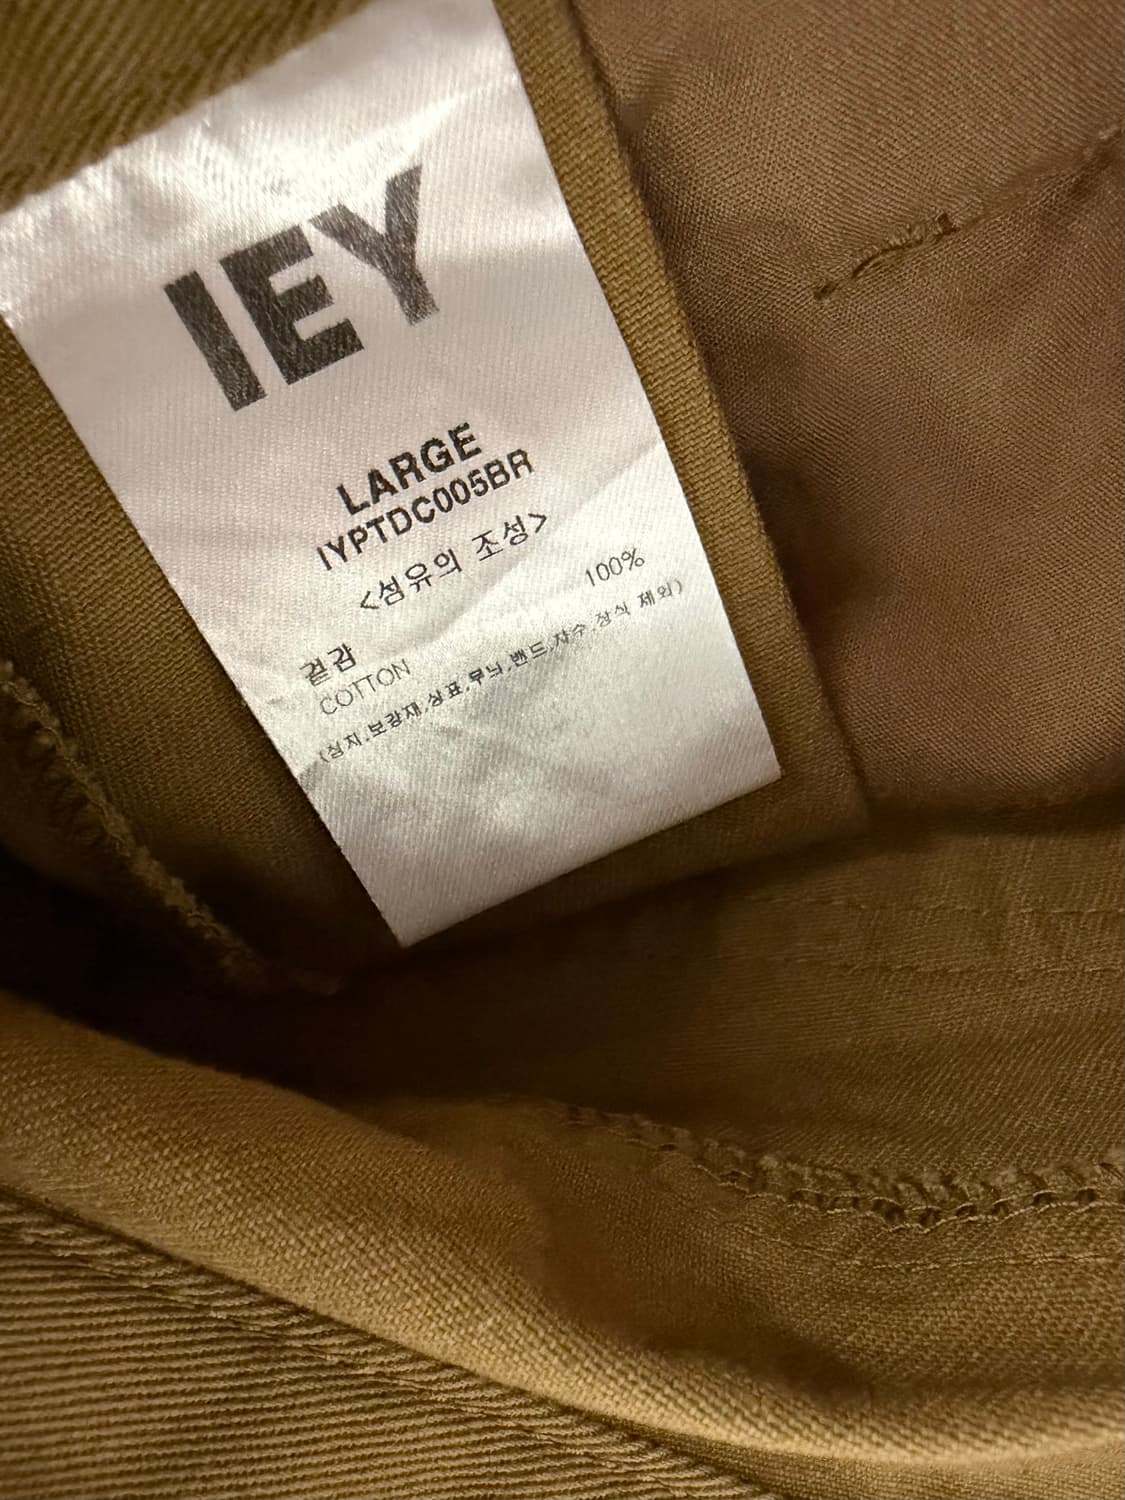 IEY
LARGE
IYPTDC005BR
<섬유의 조성>
겉감
COTTON 100%
(심지,보강재,상표,무늬,밴드,자수,장식 제외)